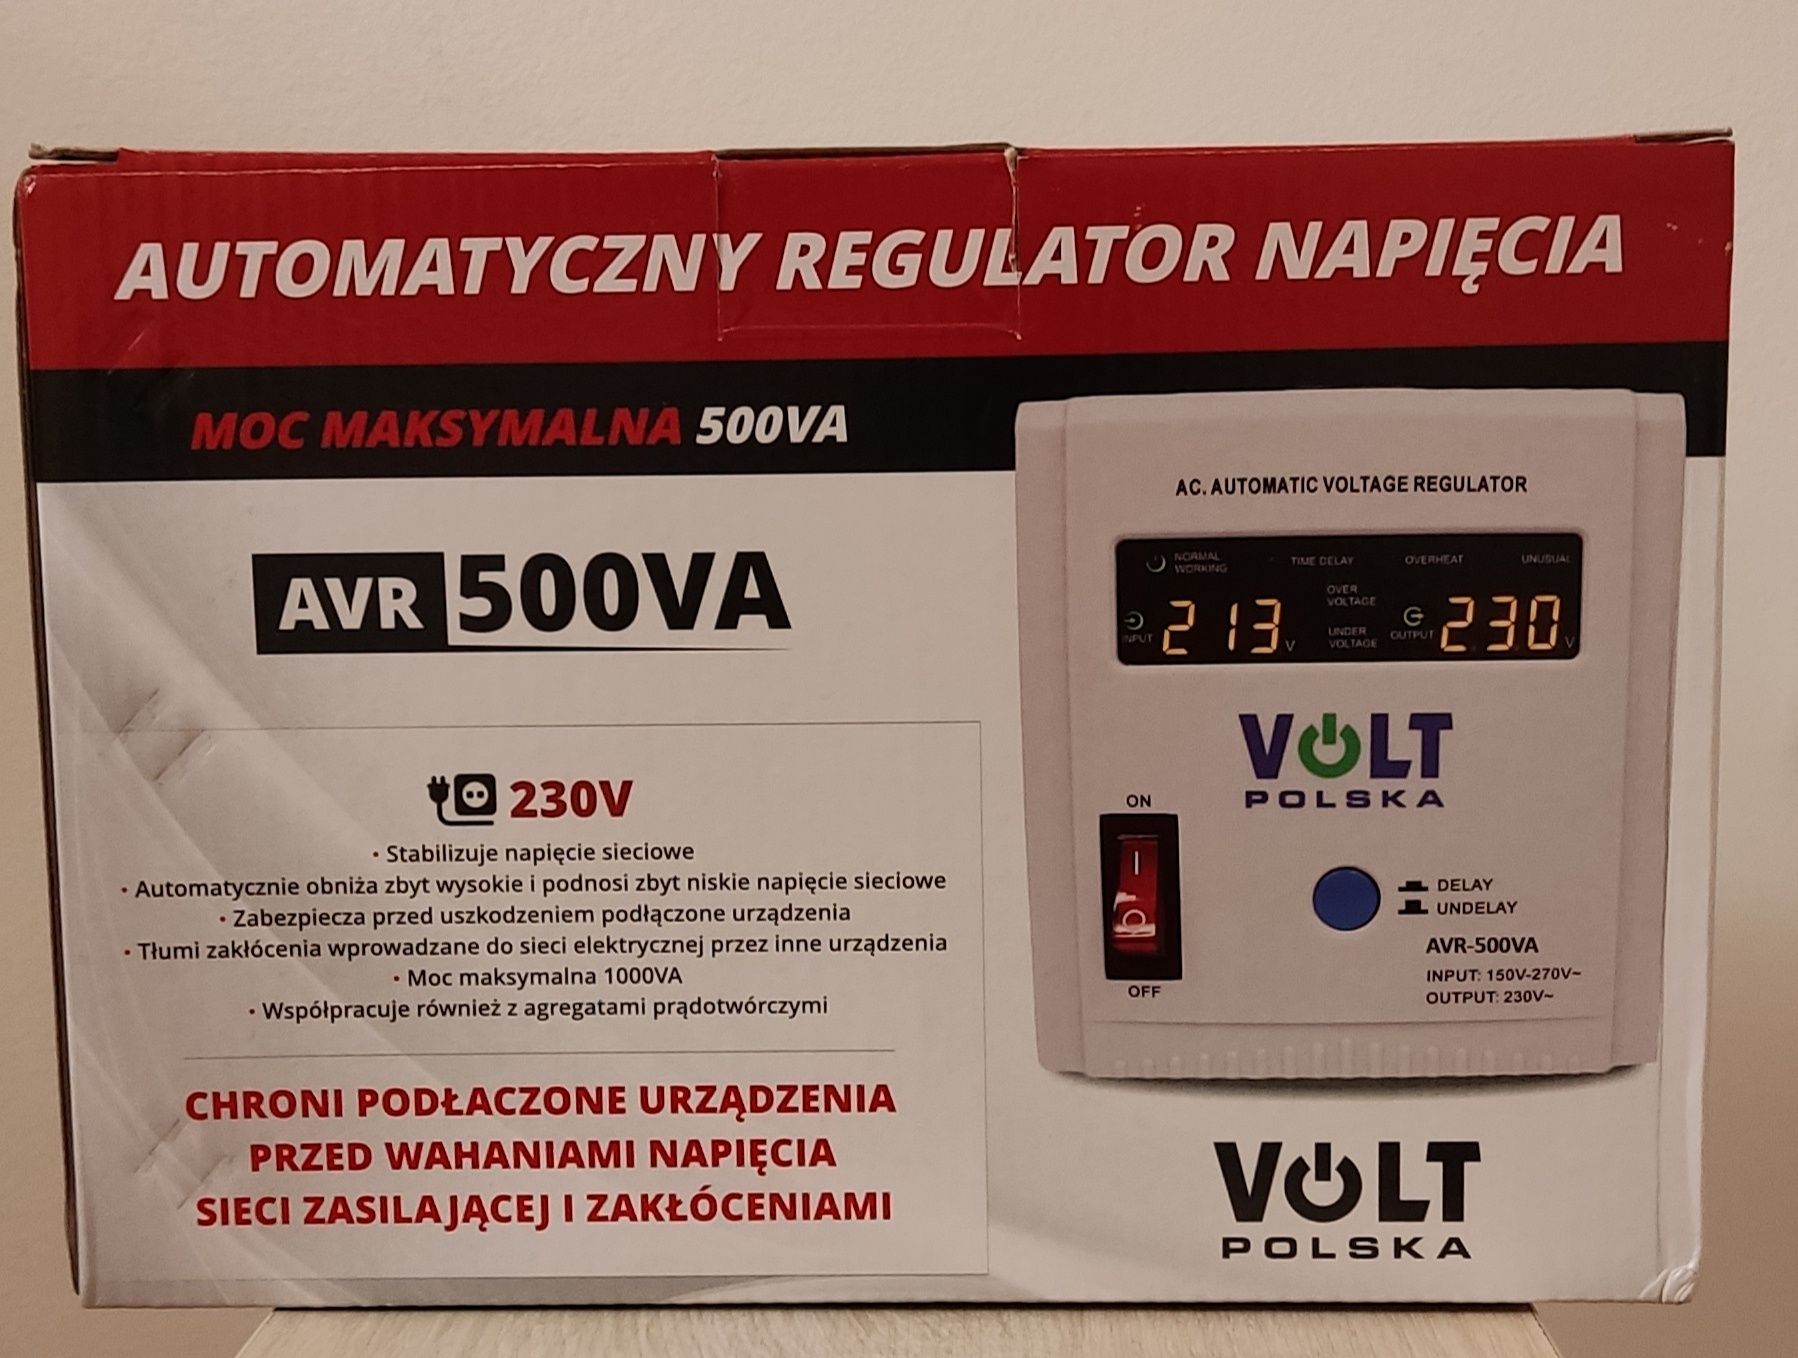 AUTOMATYCZNY REGULATOR NAPIĘCIA
MOC MAKSYMALNA 500VA
AVR 500VA
230V
• Stabilizuje napięcie sieciowe
• Automatycznie obniża zbyt wysokie i podnosi zbyt niskie napięcie sieciowe
• Zabezpiecza przed uszkodzeniem podłączone urządzenia
• Tłumi zakłócenia wprowadzane do sieci elektrycznej przez inne urządzenia
• Moc maksymalna 1000VA
• Współpracuje również z agregatami prądotwórczymi
CHRONI PODŁACZONE URZĄDZENIA
PRZED WAHANIAMI NAPIĘCIA
SIECI ZASILAJĄCEJ I ZAKŁÓCENIAMI
AC. AUTOMATIC VOLTAGE REGULATOR
NORMAL WORKING
TIME DELAY
OVERHEAT
UNUSUAL
OVER VOLTAGE
INPUT 213 V
UNDER VOLTAGE
OUTPUT 230 V
VOLT
POLSKA
ON
OFF
DELAY
UNDELAY
AVR-500VA
INPUT: 150V-270V~
OUTPUT: 230V~
VOLT
POLSKA